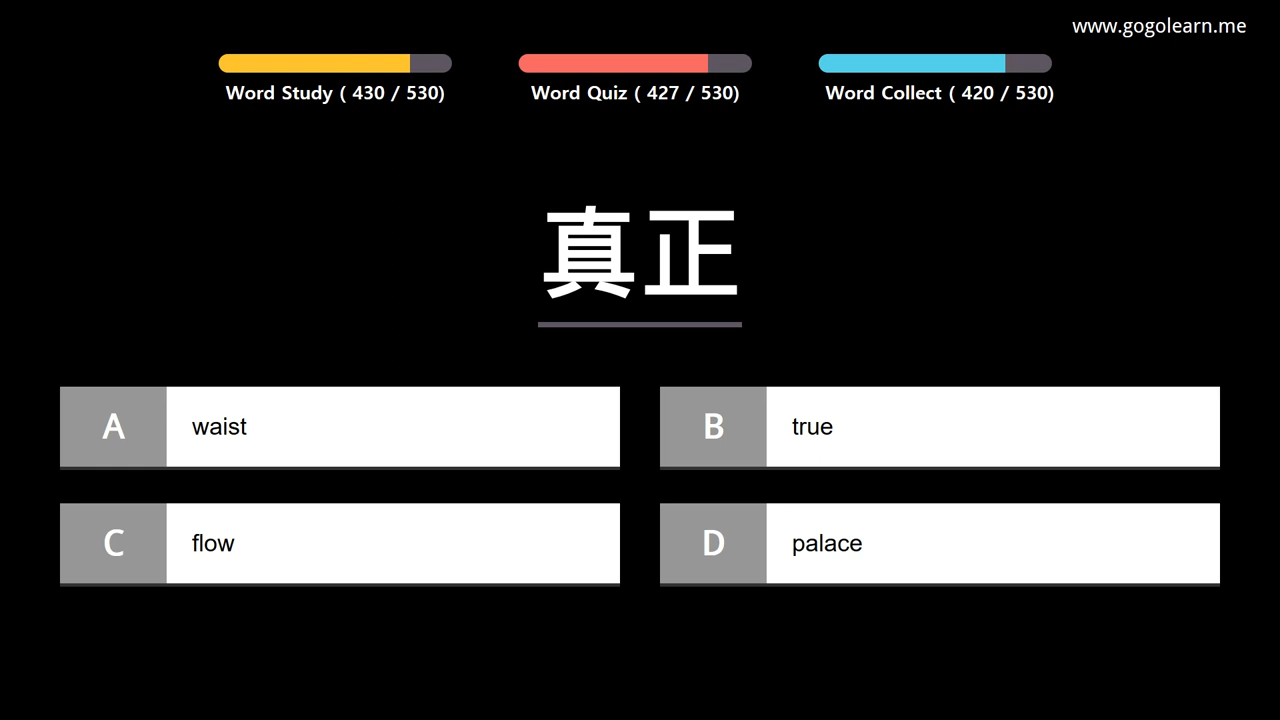 www.gogolearn.me
Word Study ( 430 / 530)
Word Quiz ( 427 / 530)
Word Collect ( 420 / 530)
真正
A waist
B true
C flow
D palace